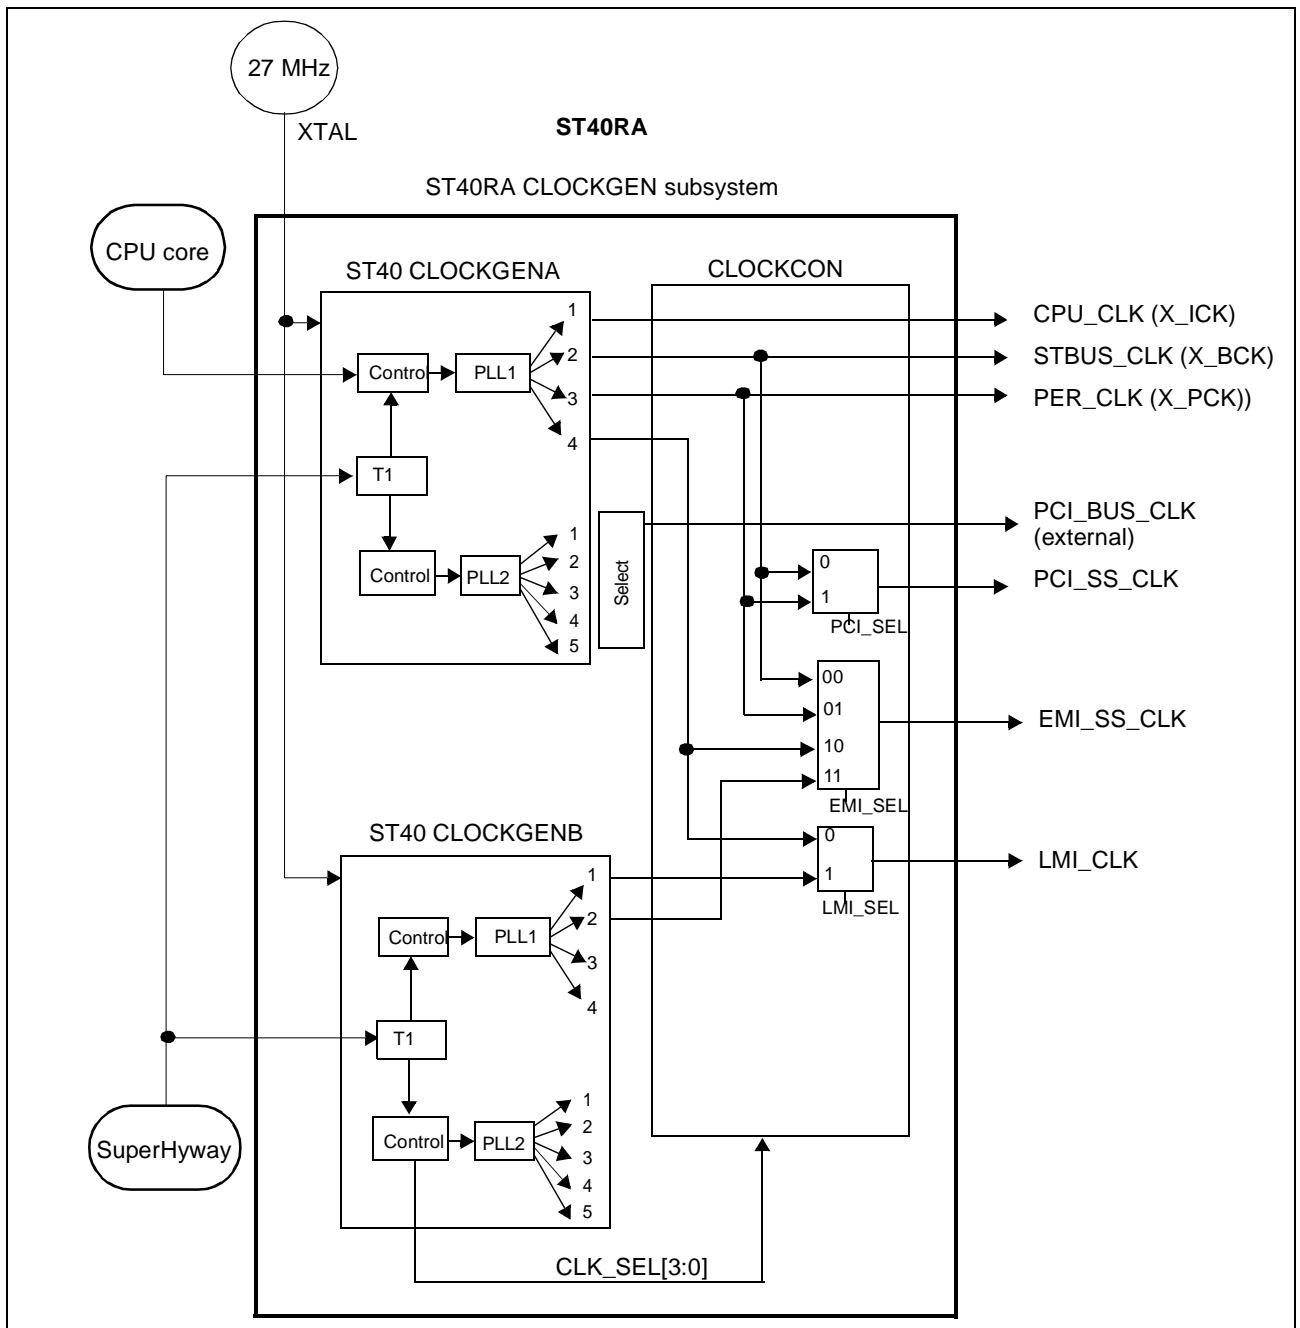 27 MHz
XTAL
ST40RA
ST40RA CLOCKGEN subsystem
CPU core
ST40 CLOCKGENA
CLOCKCON
1
2
3
4
Control
PLL1
T1
Control
PLL2
1
2
3
4
5
Select
CPU_CLK (X_ICK)
STBUS_CLK (X_BCK)
PER_CLK (X_PCK))
PCI_BUS_CLK
(external)
0
1
PCI_SEL
PCI_SS_CLK
00
01
10
11
EMI_SEL
EMI_SS_CLK
0
1
LMI_SEL
LMI_CLK
ST40 CLOCKGENB
1
2
3
4
Control
PLL1
T1
Control
PLL2
1
2
3
4
5
SuperHyway
CLK_SEL[3:0]